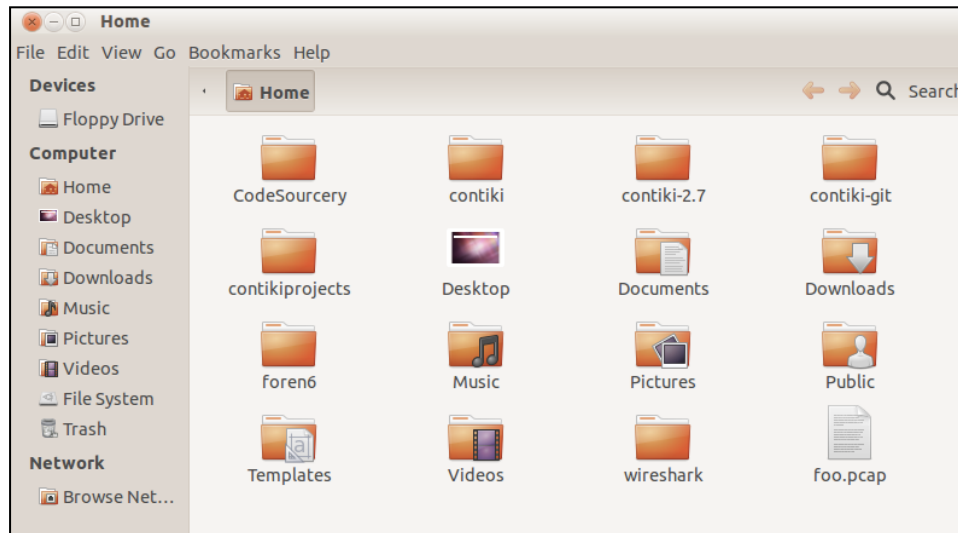 Home
File Edit View Go Bookmarks Help
Devices
Floppy Drive
Computer
Home
Desktop
Documents
Downloads
Music
Pictures
Videos
File System
Trash
Network
Browse Net...
Home Search
CodeSourcery contiki contiki-2.7 contiki-git
contikiprojects Desktop Documents Downloads
foren6 Music Pictures Public
Templates Videos wireshark foo.pcap